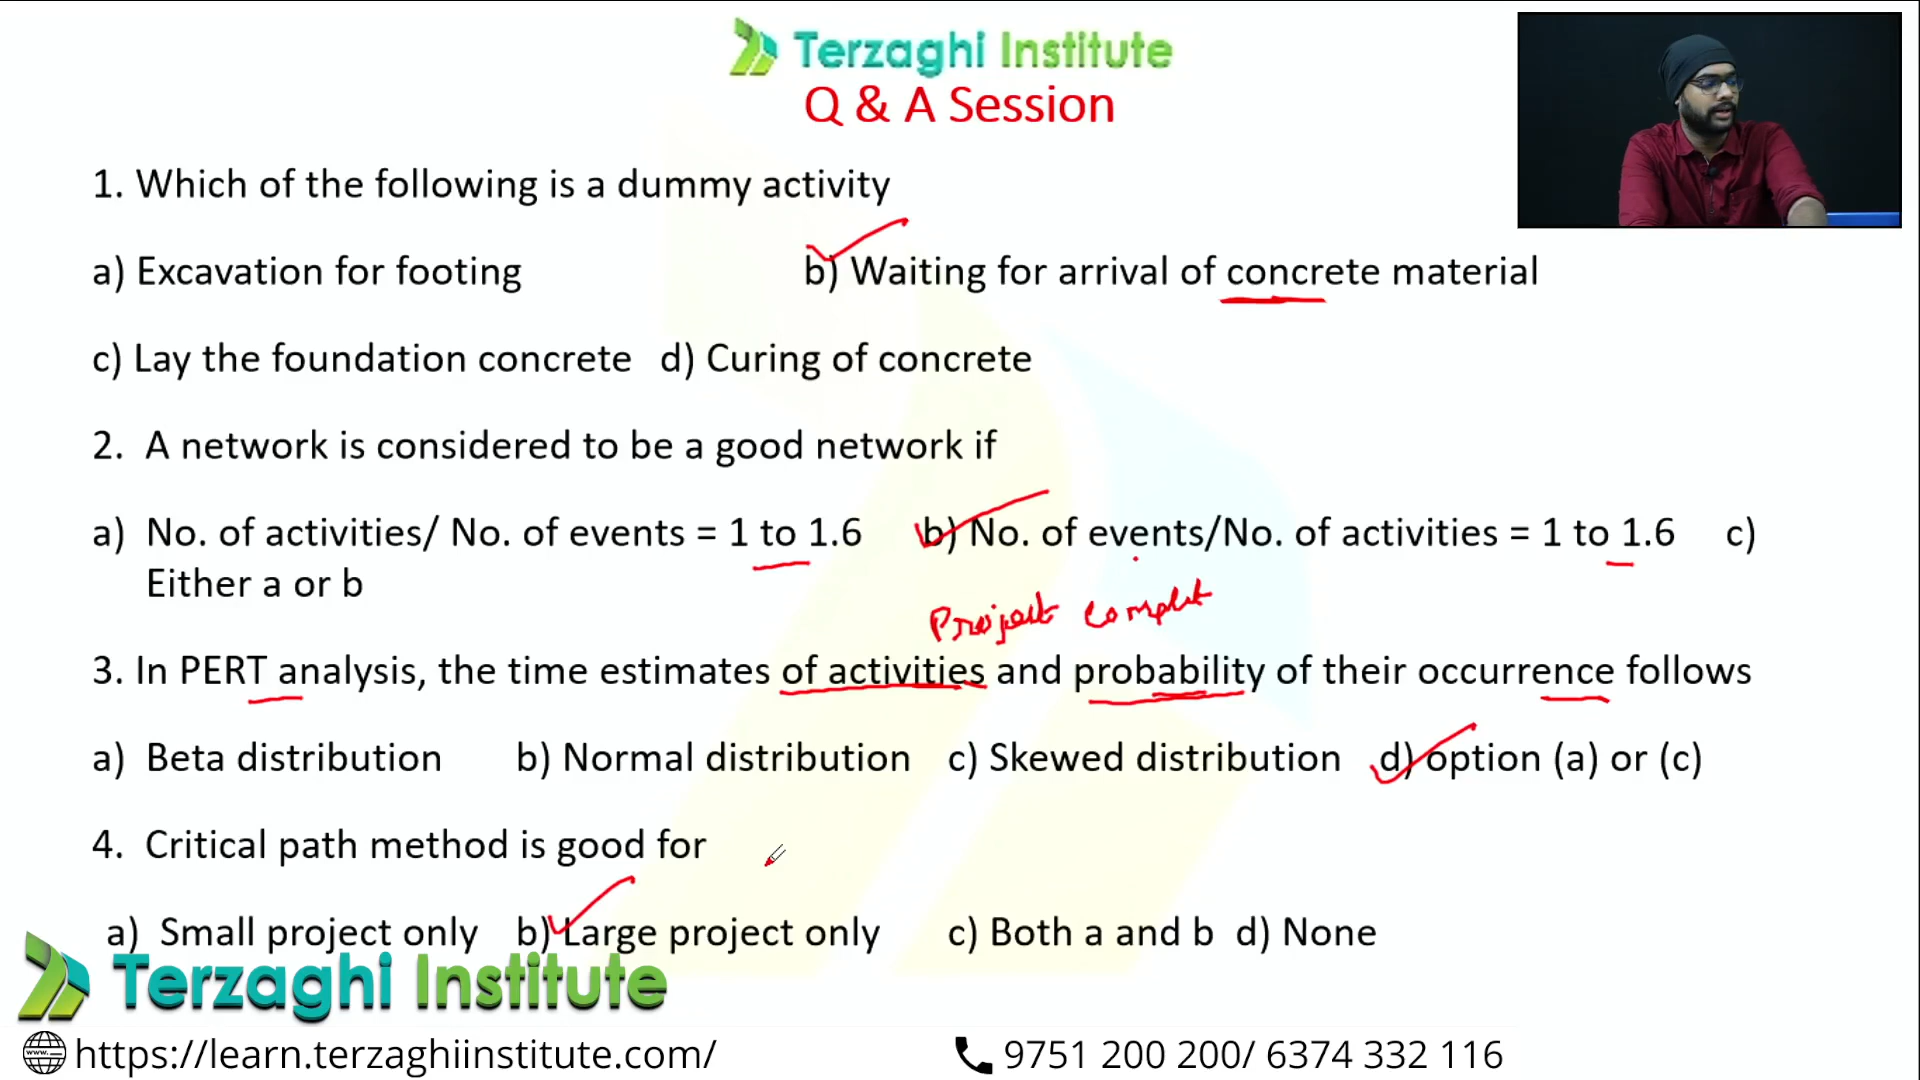 Terzaghi Institute
Q & A Session
1. Which of the following is a dummy activity
a) Excavation for footing b) Waiting for arrival of concrete material
c) Lay the foundation concrete d) Curing of concrete
2. A network is considered to be a good network if
a) No. of activities/ No. of events = 1 to 1.6 b) No. of events/No. of activities = 1 to 1.6 c)
Either a or b
Project Complet
3. In PERT analysis, the time estimates of activities and probability of their occurrence follows
a) Beta distribution b) Normal distribution c) Skewed distribution d) option (a) or (c)
4. Critical path method is good for
a) Small project only b) Large project only c) Both a and b d) None
Terzaghi Institute
www. https://learn.terzaghiinstitute.com/ 9751 200 200/ 6374 332 116